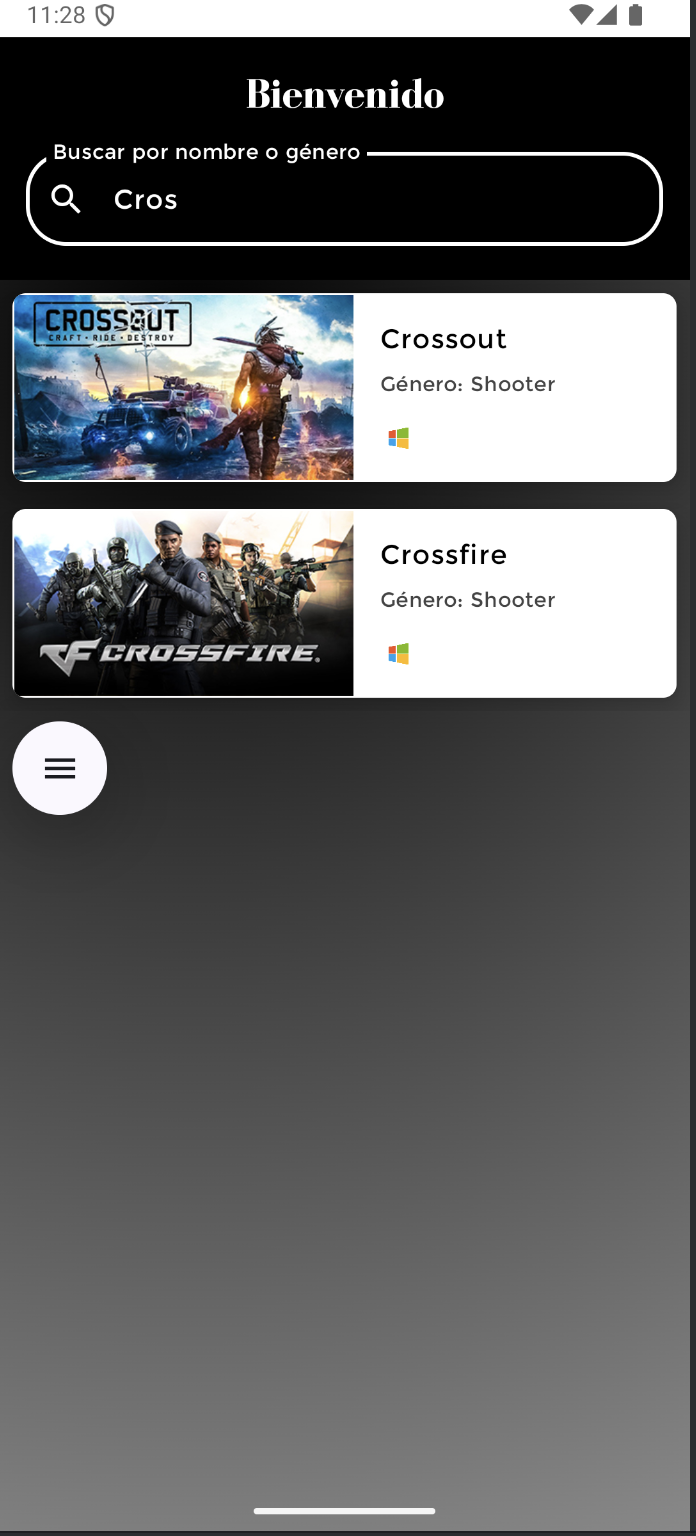 11:28
Bienvenido
Buscar por nombre o género
Cros
CROSSOUT
CRAFT • RIDE • DESTROY
Crossout
Género: Shooter
CROSSFIRE®
Crossfire
Género: Shooter